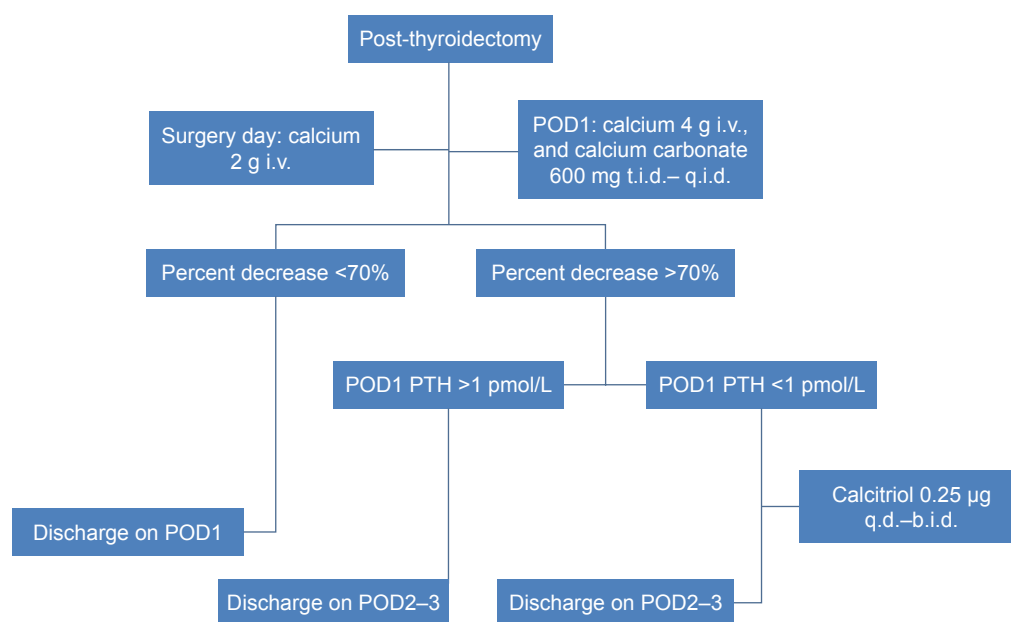 Post-thyroidectomy
Surgery day: calcium
2 g i.v.
POD1: calcium 4 g i.v.,
and calcium carbonate
600 mg t.i.d.– q.i.d.
Percent decrease <70%
Percent decrease >70%
POD1 PTH >1 pmol/L
POD1 PTH <1 pmol/L
Calcitriol 0.25 µg
q.d.–b.i.d.
Discharge on POD1
Discharge on POD2–3
Discharge on POD2–3